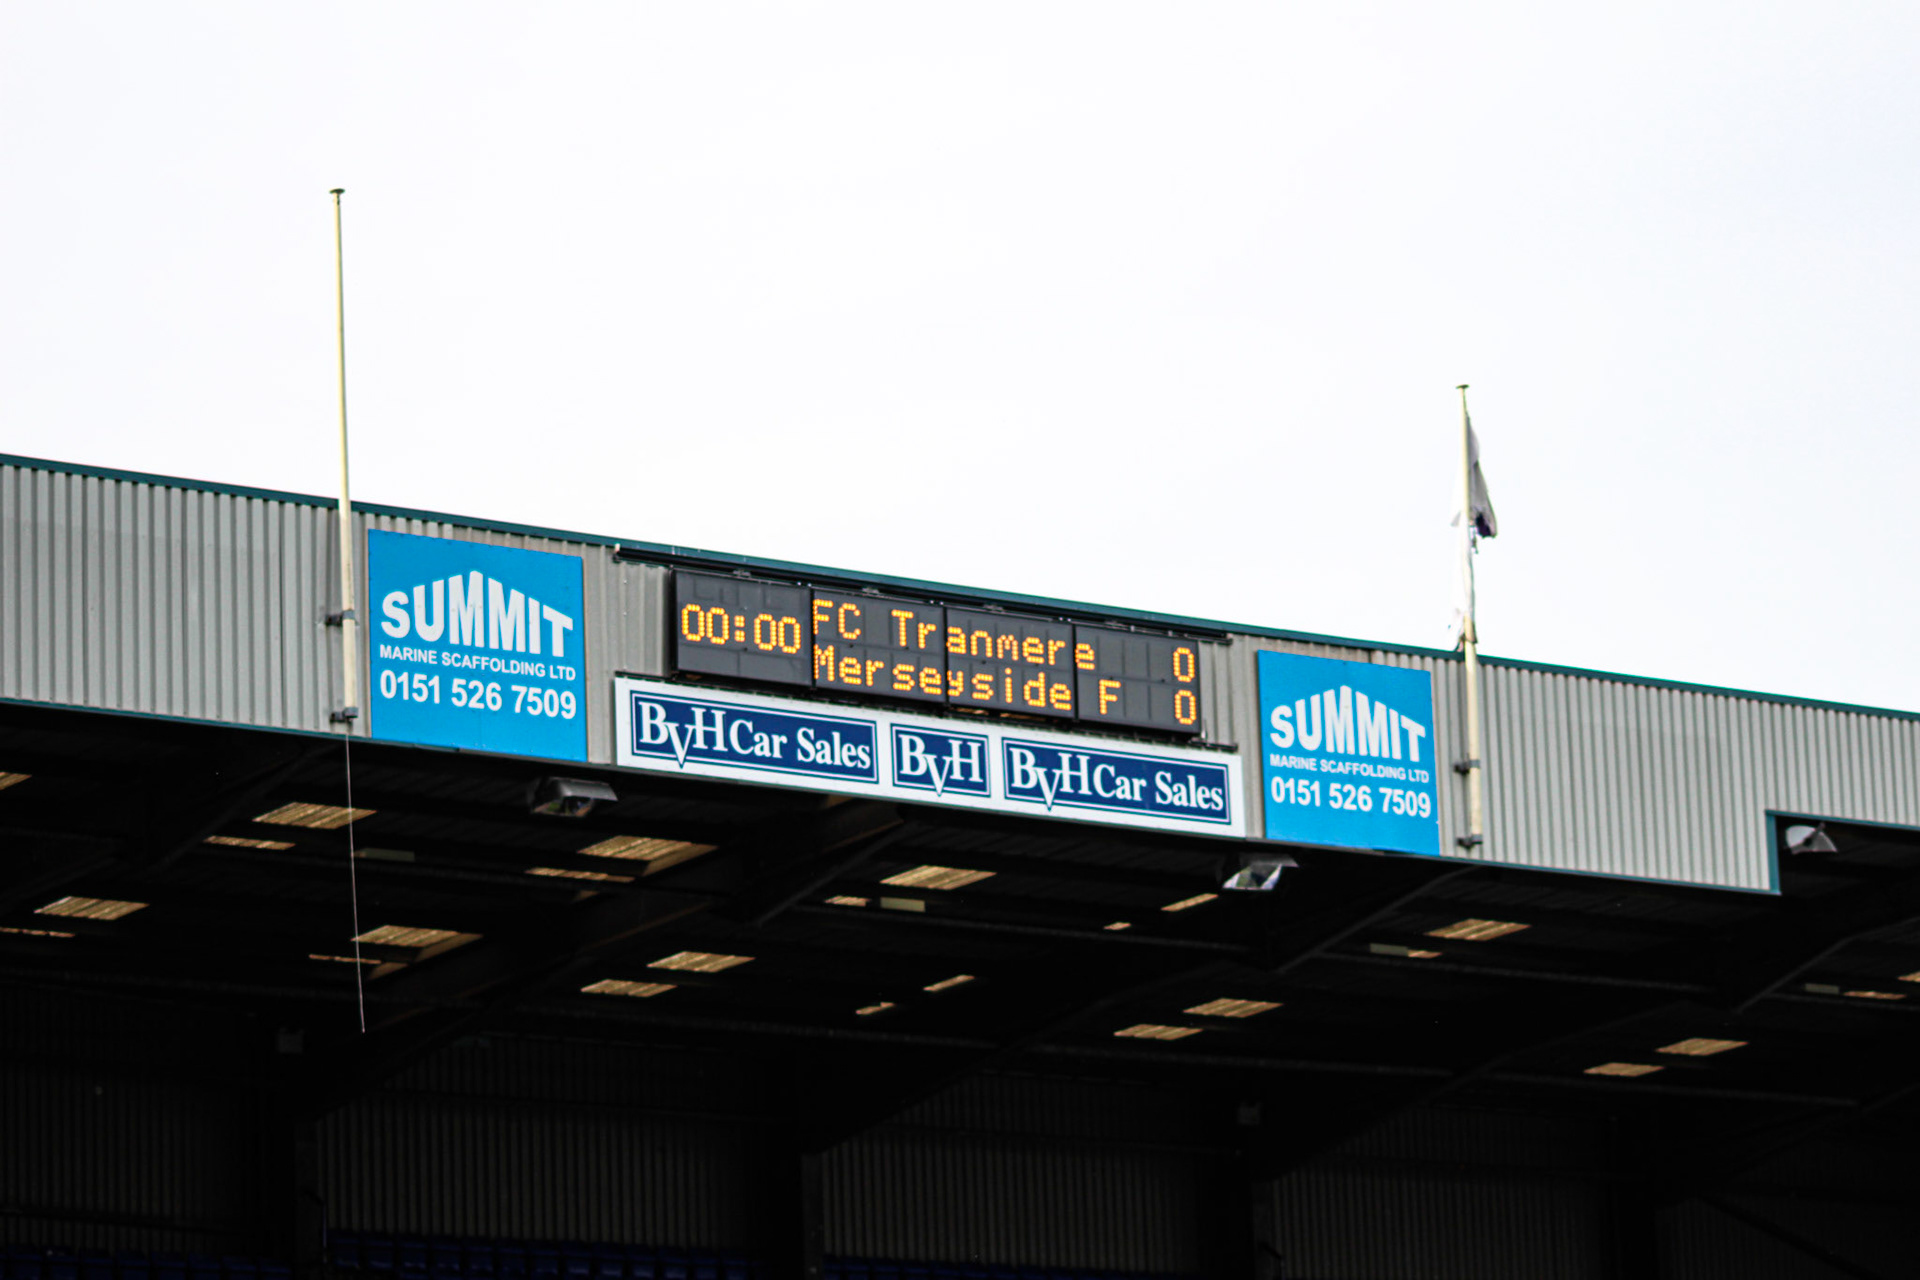 SUMMIT
MARINE SCAFFOLDING LTD
0151 526 7509
00:00
FC Tranmere 0
Merseyside F 0
BVH Car Sales
BVH
BVH Car Sales
SUMMIT
MARINE SCAFFOLDING LTD
0151 526 7509